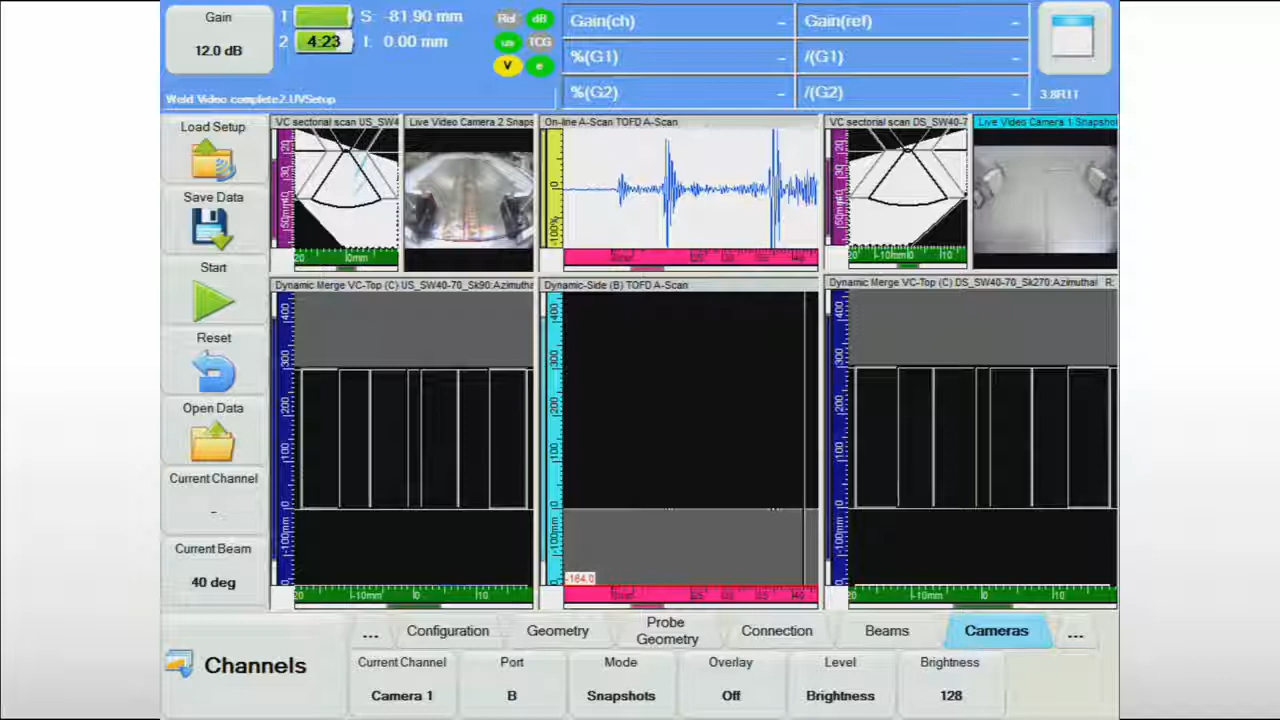 Gain
12.0 dB
1 S: -81.90 mm
2 4:23 I: 0.00 mm
Ref dB
us TCG
V e
Gain(ch) -
Gain(ref) -
%(G1) -
/(G1) -
%(G2) -
/(G2) -
3.8R1T
Weld Video complete2.UVSetup
Load Setup
Save Data
Start
Reset
Open Data
Current Channel
-
Current Beam
40 deg
VC sectorial scan US_SW4
Live Video Camera 2 Snaps
On-line A-Scan TOFD A-Scan
VC sectorial scan DS_SW40-7
Live Video Camera 1 Snapshot
Dynamic Merge VC-Top (C) US_SW40-70_Sk90:Azimutha
Dynamic-Side (B) TOFD A-Scan
Dynamic Merge VC-Top (C) DS_SW40-70_Sk270:Azimuthal R:
-164.0
...
Configuration
Geometry
Probe
Geometry
Connection
Beams
Cameras
...
Channels
Current Channel
Camera 1
Port
B
Mode
Snapshots
Overlay
Off
Level
Brightness
Brightness
128